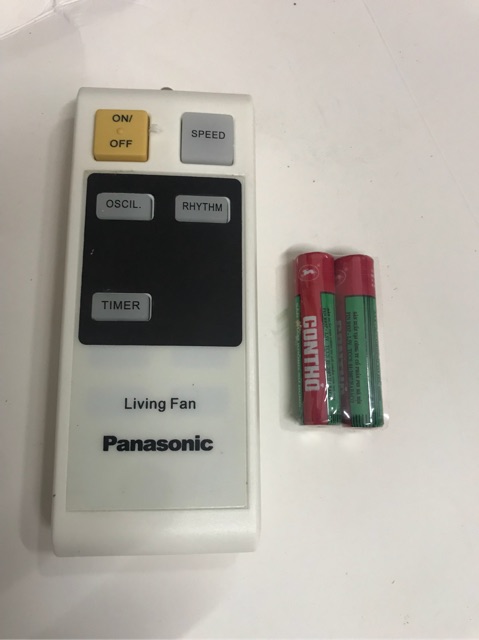 ON/
OFF
SPEED
OSCIL.
RHYTHM
TIMER
Living Fan
Panasonic
CONTHO